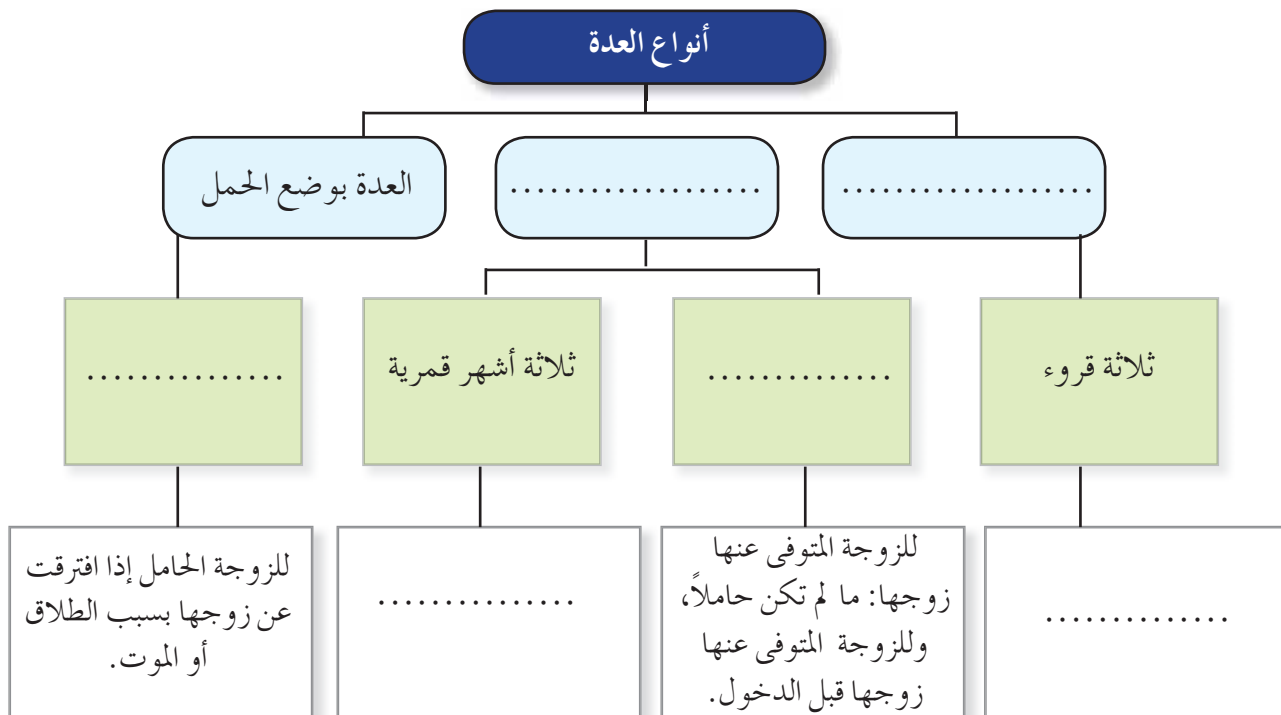 أنواع العدة
...................
...................
العدة بوضع الحمل
ثلاثة قروء
..............
ثلاثة أشهر قمرية
...............
..............
للزوجة المتوفى عنها
زوجها: ما لم تكن حاملاً،
وللزوجة المتوفى عنها
زوجها قبل الدخول.
...............
للزوجة الحامل إذا افترقت
عن زوجها بسبب الطلاق
أو الموت.